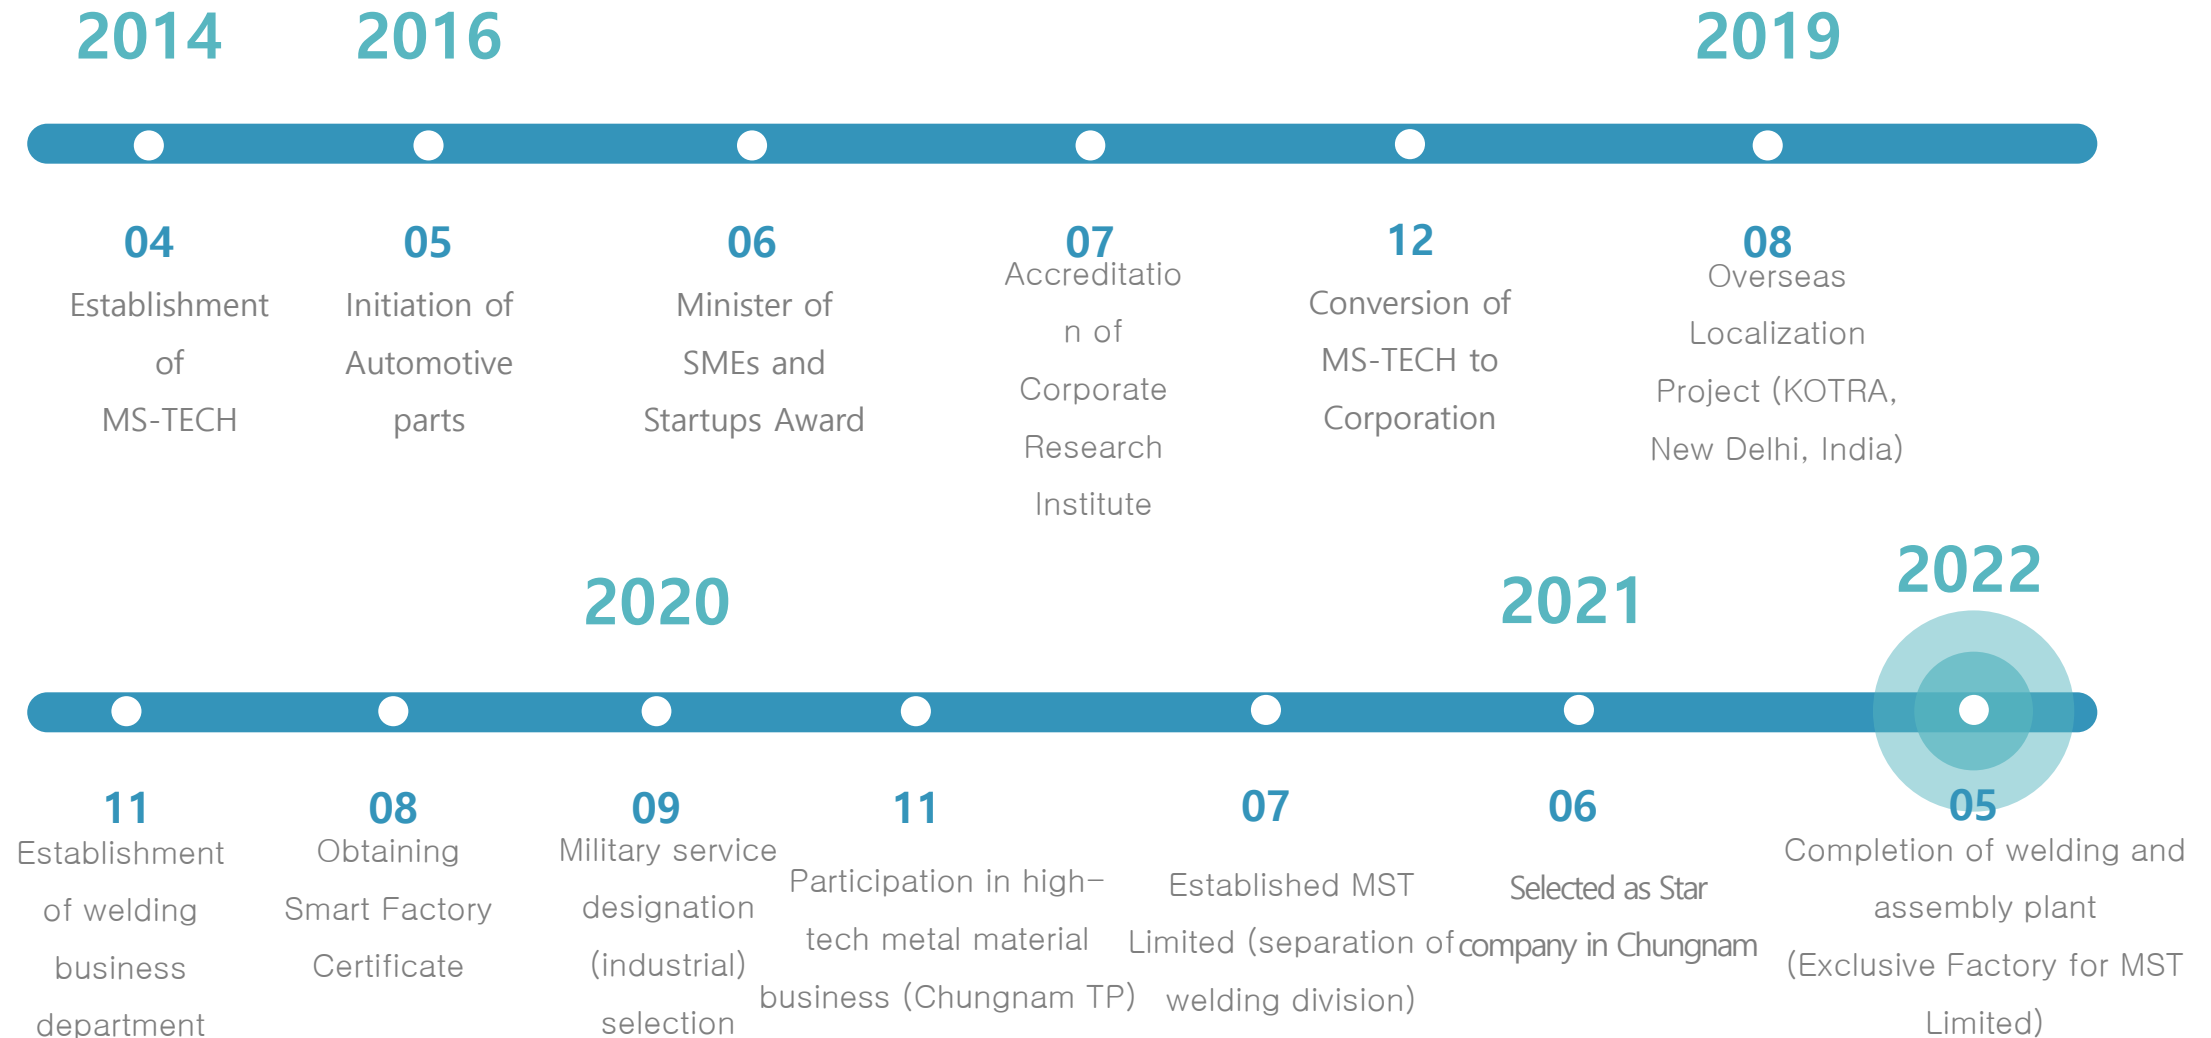 2014
2016
2019
04
Establishment
of
MS-TECH
05
Initiation of
Automotive
parts
06
Minister of
SMEs and
Startups Award
07
Accreditatio
n of
Corporate
Research
Institute
12
Conversion of
MS-TECH to
Corporation
08
Overseas
Localization
Project (KOTRA,
New Delhi, India)
2020
2021
2022
11
Establishment
of welding
business
department
08
Obtaining
Smart Factory
Certificate
09
Military service
designation
(industrial)
selection
11
Participation in high-
tech metal material
business (Chungnam TP)
07
Established MST
Limited (separation of
welding division)
06
Selected as Star
company in Chungnam
05
Completion of welding and
assembly plant
(Exclusive Factory for MST
Limited)